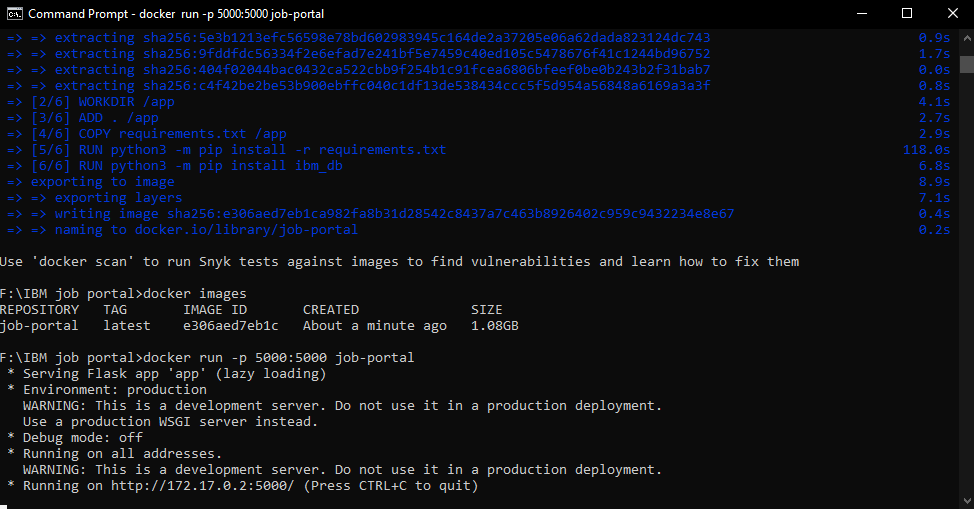 Command Prompt - docker run -p 5000:5000 job-portal
=> => extracting sha256:5e3b1213efc56598e78bd602983945c164de2a37205e06a62dada823124dc743 0.9s
=> => extracting sha256:9fddfdc56334f2e6efad7e241bf5e7459c40ed105c5478676f41c1244bd96752 1.7s
=> => extracting sha256:404f02044bac0432ca522cbb9f254b1c91fcea6806bfeef0be0b243b2f31bab7 0.0s
=> => extracting sha256:c4f42be2be53b900ebffc040c1df13de538434ccc5f5d954a56848a6169a3a3f 0.8s
=> [2/6] WORKDIR /app 4.1s
=> [3/6] ADD . /app 2.7s
=> [4/6] COPY requirements.txt /app 2.9s
=> [5/6] RUN python3 -m pip install -r requirements.txt 118.0s
=> [6/6] RUN python3 -m pip install ibm_db 6.8s
=> exporting to image 8.9s
=> => exporting layers 7.1s
=> => writing image sha256:e306aed7eb1ca982fa8b31d28542c8437a7c463b8926402c959c9432234e8e67 0.4s
=> => naming to docker.io/library/job-portal 0.2s
Use 'docker scan' to run Snyk tests against images to find vulnerabilities and learn how to fix them
F:\IBM job portal>docker images
REPOSITORY TAG IMAGE ID CREATED SIZE
job-portal latest e306aed7eb1c About a minute ago 1.08GB
F:\IBM job portal>docker run -p 5000:5000 job-portal
* Serving Flask app 'app' (lazy loading)
* Environment: production
WARNING: This is a development server. Do not use it in a production deployment.
Use a production WSGI server instead.
* Debug mode: off
* Running on all addresses.
WARNING: This is a development server. Do not use it in a production deployment.
* Running on http://172.17.0.2:5000/ (Press CTRL+C to quit)